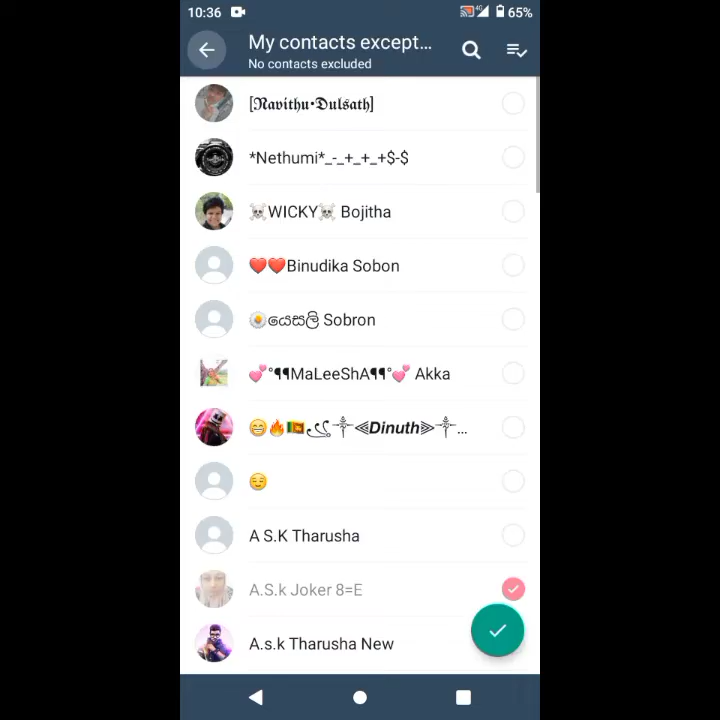 10:36 4G 65%
My contacts except...
No contacts excluded
[𝕹𝖆𝖛𝖎𝖙𝖍𝖚•𝕯𝖚𝖑𝖘𝖆𝖙𝖍]
*Nethumi*_-_+_+_+$-$
☠️WICKY☠️ Bojitha
❤️❤️Binudika Sobon
🍳යෙසලි Sobron
💕°¶¶MaLeeShA¶¶°💕 Akka
😁🔥🇱🇰ღ᭄࿐༒⫷𝘿𝙞𝙣𝙪𝙩𝙝⫸༒...
😌
A S.K Tharusha
A.S.k Joker 8=E
A.s.k Tharusha New